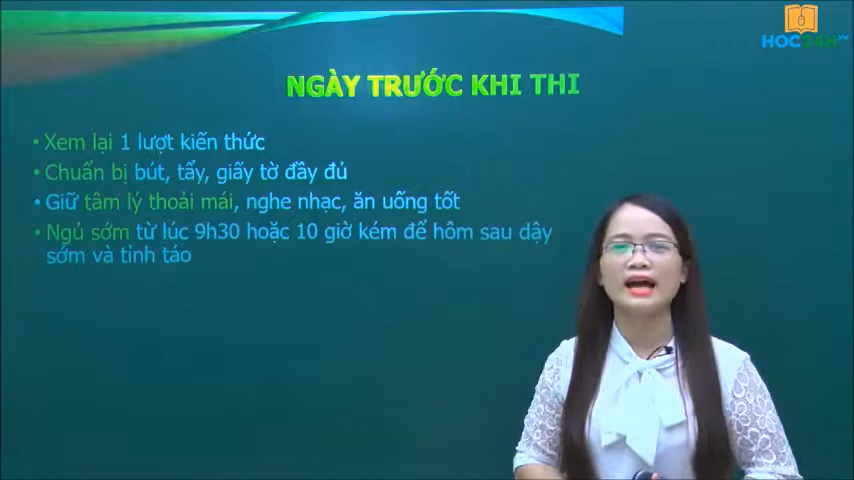 HOC24H.VN
NGÀY TRƯỚC KHI THI
• Xem lại 1 lượt kiến thức
• Chuẩn bị bút, tẩy, giấy tờ đầy đủ
• Giữ tâm lý thoải mái, nghe nhạc, ăn uống tốt
• Ngủ sớm từ lúc 9h30 hoặc 10 giờ kém để hôm sau dậy
sớm và tỉnh táo